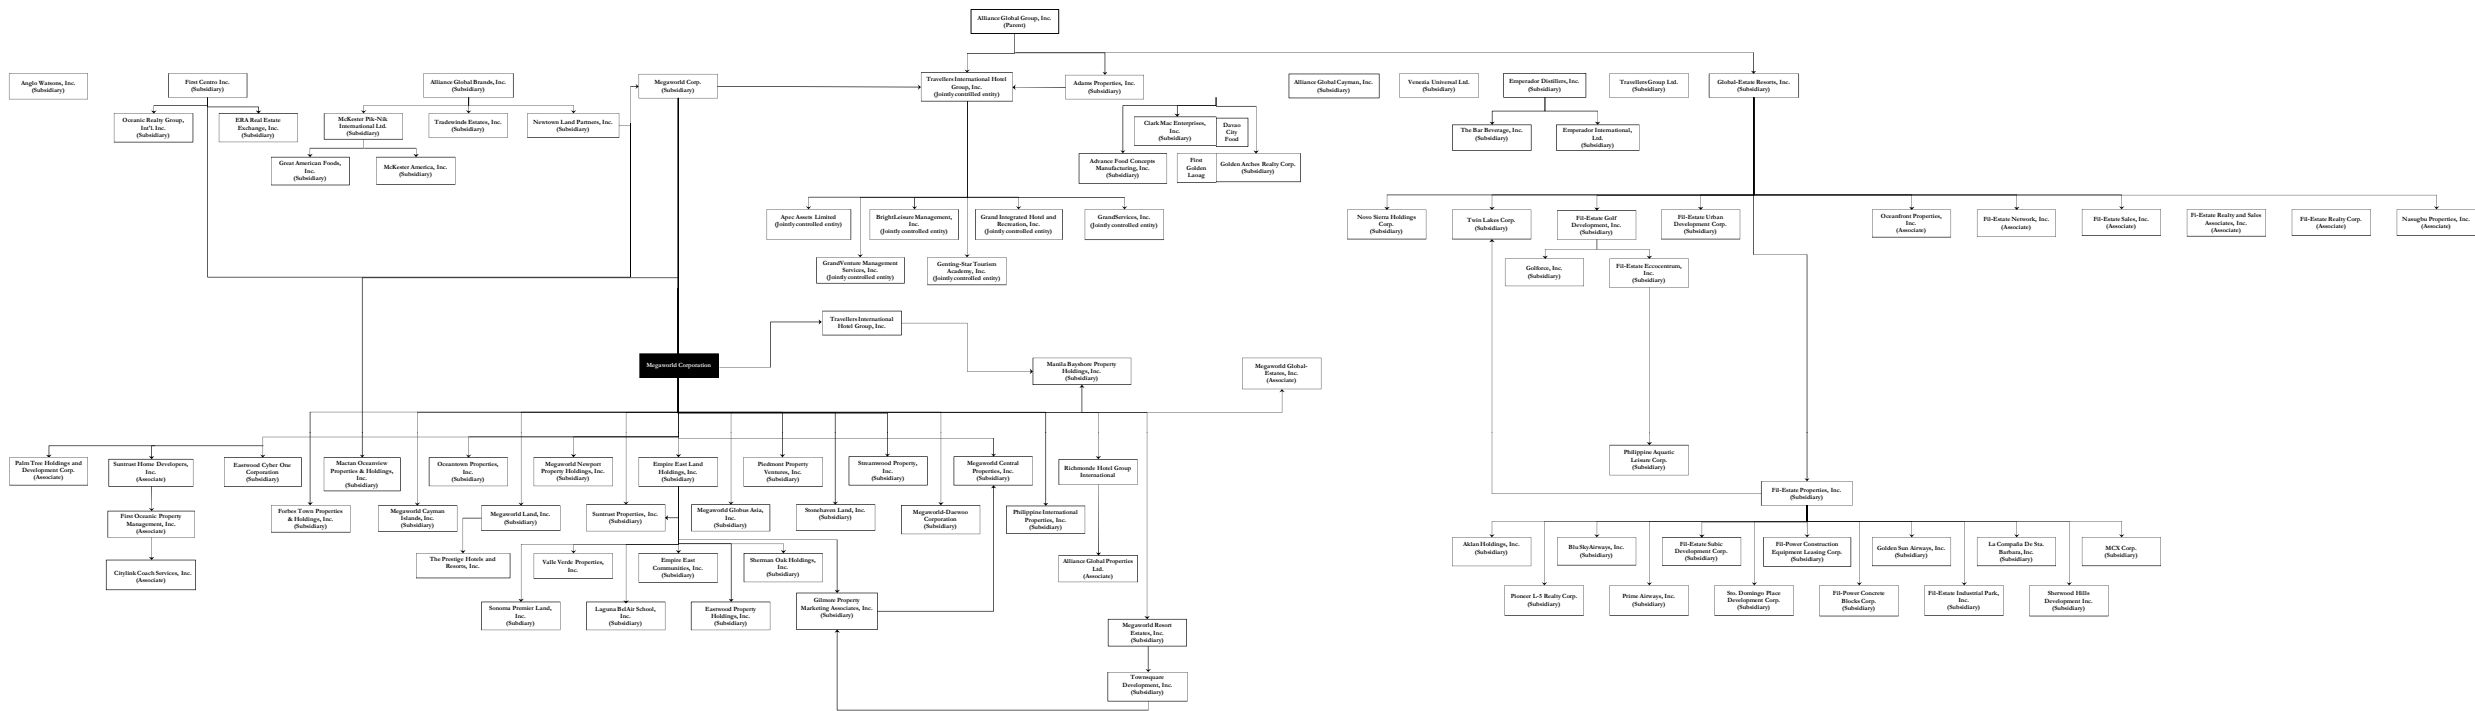 Alliance Global Group, Inc.
(Parent)
Anglo Watsons, Inc.
(Subsidiary)
First Centro Inc.
(Subsidiary)
Alliance Global Brands, Inc.
(Subsidiary)
Megaworld Corp.
(Subsidiary)
Travellers International Hotel
Group, Inc.
(Jointly controlled entity)
Adams Properties, Inc.
(Subsidiary)
Alliance Global Cayman, Inc.
(Subsidiary)
Venezia Universal Ltd.
(Subsidiary)
Emperador Distillers, Inc.
(Subsidiary)
Travellers Group Ltd.
(Subsidiary)
Global-Estate Resorts, Inc.
(Subsidiary)
Oceanic Realty Group,
Int'l. Inc.
(Subsidiary)
ERA Real Estate
Exchange, Inc.
(Subsidiary)
McKester Pik-Nik
International Ltd.
(Subsidiary)
Tradewinds Estates, Inc.
(Subsidiary)
Newtown Land Partners, Inc.
(Subsidiary)
Clark Mac Enterprises,
Inc.
(Subsidiary)
Davao
City
Food
The Bar Beverage, Inc.
(Subsidiary)
Emperador International,
Ltd.
(Subsidiary)
Great American Foods,
Inc.
(Subsidiary)
McKester America, Inc.
(Subsidiary)
Advance Food Concepts
Manufacturing, Inc.
(Subsidiary)
First
Golden
Laoag
Golden Arches Realty Corp.
(Subsidiary)
Apec Assets Limited
(Jointly controlled entity)
BrightLeisure Management,
Inc.
(Jointly controlled entity)
Grand Integrated Hotel and
Recreation, Inc.
(Jointly controlled entity)
GrandServices, Inc.
(Jointly controlled entity)
Novo Sierra Holdings
Corp.
(Subsidiary)
Twin Lakes Corp.
(Subsidiary)
Fil-Estate Golf
Development, Inc.
(Subsidiary)
Fil-Estate Urban
Development Corp.
(Subsidiary)
Oceanfront Properties,
Inc.
(Associate)
Fil-Estate Network, Inc.
(Associate)
Fil-Estate Sales, Inc.
(Associate)
Fi-Estate Realty and Sales
Associates, Inc.
(Associate)
Fil-Estate Realty Corp.
(Associate)
Nasugbu Properties, Inc.
(Associate)
GrandVenture Management
Services, Inc.
(Jointly controlled entity)
Genting-Star Tourism
Academy, Inc.
(Jointly controlled entity)
Golforce, Inc.
(Subsidiary)
Fil-Estate Ecocentrum,
Inc.
(Subsidiary)
Travellers International
Hotel Group, Inc.
Megaworld Corporation
Manila Bayshore Property
Holdings, Inc.
(Subsidiary)
Megaworld Global-
Estates, Inc.
(Associate)
Palm Tree Holdings and
Development Corp.
(Associate)
Suntrust Home Developers,
Inc.
(Associate)
Eastwood Cyber One
Corporation
(Subsidiary)
Mactan Oceanview
Properties & Holdings,
Inc.
(Subsidiary)
Oceantown Properties,
Inc.
(Subsidiary)
Megaworld Newport
Property Holdings, Inc.
(Subsidiary)
Empire East Land
Holdings, Inc.
(Subsidiary)
Piedmont Property
Ventures, Inc.
(Subsidiary)
Streamwood Property,
Inc.
(Subsidiary)
Megaworld Central
Properties, Inc.
(Subsidiary)
Richmonde Hotel Group
International
Philippine Aquatic
Leisure Corp.
(Subsidiary)
Fil-Estate Properties, Inc.
(Subsidiary)
First Oceanic Property
Management, Inc.
(Associate)
Forbes Town Properties
& Holdings, Inc.
(Subsidiary)
Megaworld Cayman
Islands, Inc.
(Subsidiary)
Megaworld Land, Inc.
(Subsidiary)
Suntrust Properties, Inc.
(Subsidiary)
Megaworld Globus Asia,
Inc.
(Subsidiary)
Stonehaven Land, Inc.
(Subsidiary)
Megaworld-Daewoo
Corporation
(Subsidiary)
Philippine International
Properties, Inc.
(Subsidiary)
Aklan Holdings, Inc.
(Subsidiary)
Blu Sky Airways, Inc.
(Subsidiary)
Fil-Estate Subic
Development Corp.
(Subsidiary)
Fil-Power Construction
Equipment Leasing Corp.
(Subsidiary)
Golden Sun Airways, Inc.
(Subsidiary)
La Compaña De Sta.
Barbara, Inc.
(Subsidiary)
MCX Corp.
(Subsidiary)
Citylink Coach Services, Inc.
(Associate)
The Prestige Hotels and
Resorts, Inc.
Valle Verde Properties,
Inc.
Empire East
Communities, Inc.
(Subsidiary)
Sherman Oak Holdings,
Inc.
(Subsidiary)
Alliance Global Properties
Ltd.
(Associate)
Sonoma Premier Land,
Inc.
(Subdiary)
Laguna BelAir School,
Inc.
(Subsidiary)
Eastwood Property
Holdings, Inc.
(Subsidiary)
Gilmore Property
Marketing Associates, Inc.
(Subsidiary)
Pioneer L-5 Realty Corp.
(Subsidiary)
Prime Airways, Inc.
(Subsidiary)
Sto. Domingo Place
Development Corp.
(Subsidiary)
Fil-Power Concrete
Blocks Corp.
(Subsidiary)
Fil-Estate Industrial Park,
Inc.
(Subsidiary)
Sherwood Hills
Development Inc.
(Subsidiary)
Megaworld Resort
Estates, Inc.
(Subsidiary)
Townsquare
Development, Inc.
(Subsidiary)